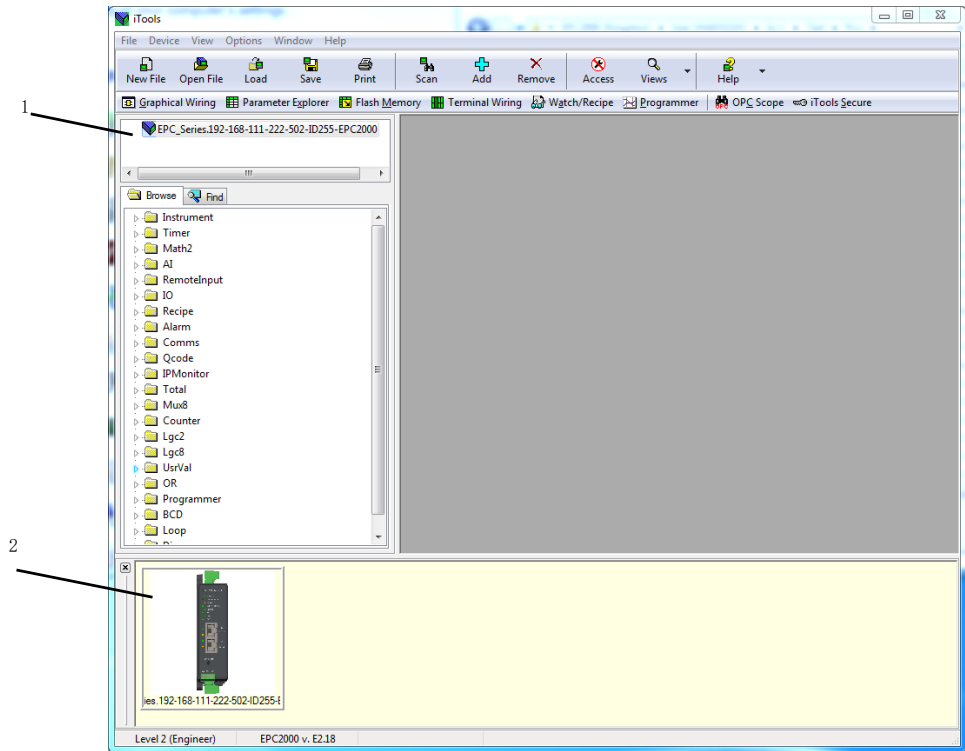 iTools
File Device View Options Window Help
New File Open File Load Save Print Scan Add Remove Access Views Help
Graphical Wiring Parameter Explorer Flash Memory Terminal Wiring Watch/Recipe Programmer OPC Scope iTools Secure
1
EPC_Series.192-168-111-222-502-ID255-EPC2000
Browse Find
Instrument
Timer
Math2
AI
RemoteInput
IO
Recipe
Alarm
Comms
Qcode
IPMonitor
Total
Mux8
Counter
Lgc2
Lgc8
UsrVal
OR
Programmer
BCD
Loop
2
ies.192-168-111-222-502-ID255-E
Level 2 (Engineer) EPC2000 v. E2.18